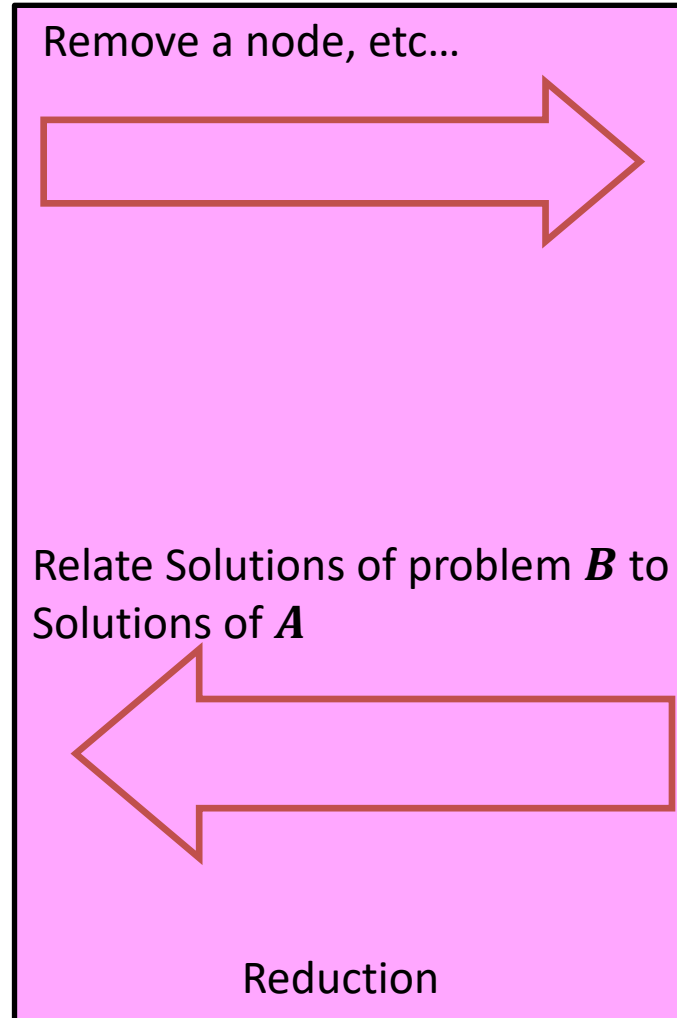 Remove a node, etc…
Relate Solutions of problem B to
Solutions of A
Reduction